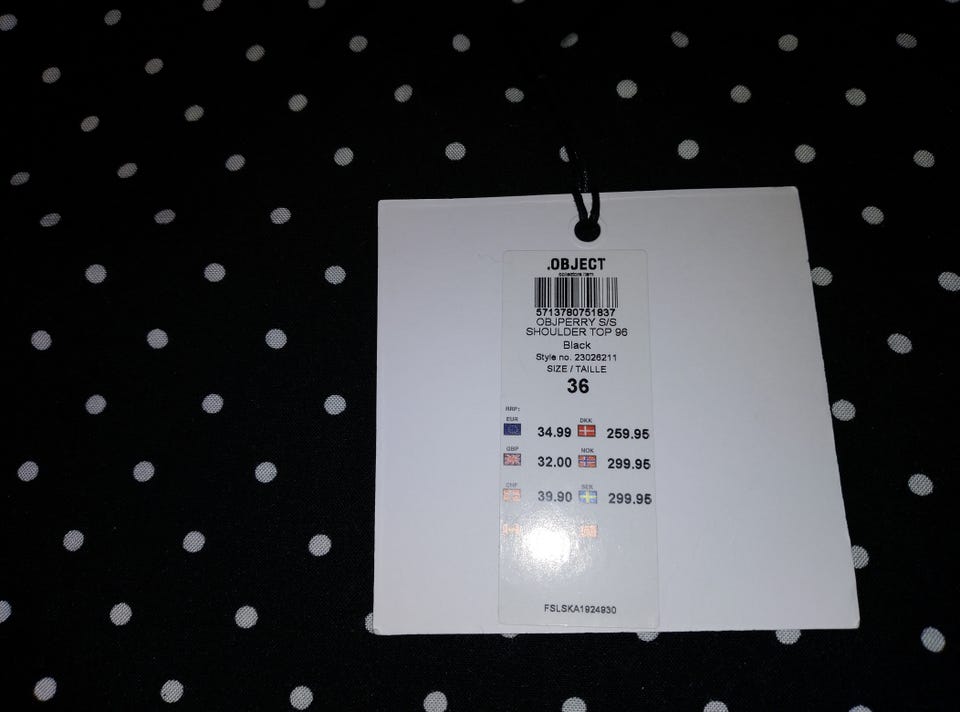 .OBJECT
collectors item
5713780751837
OBJPERRY S/S
SHOULDER TOP 96
Black
Style no. 23026211
SIZE / TAILLE
36
RRP:
EUR 34.99 DKK 259.95
GBP 32.00 NOK 299.95
CHF 39.90 SEK 299.95
FSLSKA1924930